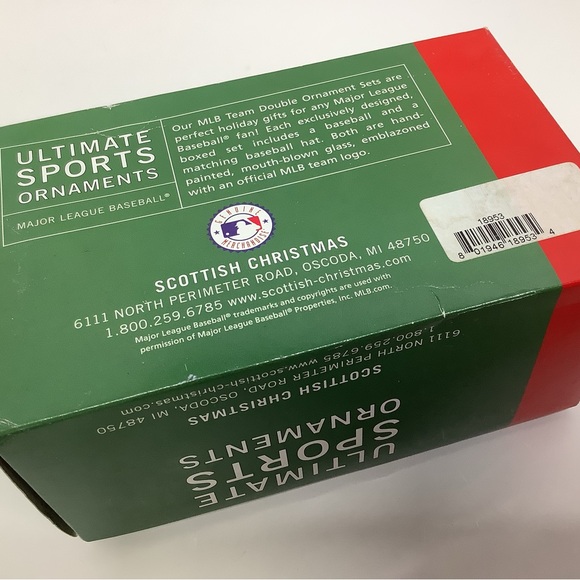 ULTIMATE
SPORTS
ORNAMENTS
MAJOR LEAGUE BASEBALL®
Our MLB Team Double Ornament Sets are
perfect holiday gifts for any Major League
Baseball® fan! Each exclusively designed,
boxed set includes a baseball and a
matching baseball hat. Both are hand-
painted, mouth-blown glass, emblazoned
with an official MLB team logo.
GENUINE
MERCHANDISE
SCOTTISH CHRISTMAS
6111 NORTH PERIMETER ROAD, OSCODA, MI 48750
1.800.259.6785 www.scottish-christmas.com
Major League Baseball® trademarks and copyrights are used with
permission of Major League Baseball® Properties, Inc. MLB.com.
18953
8 01946 18953 4
ULTIMATE
SPORTS
ORNAMENTS
SCOTTISH CHRISTMAS
6111 NORTH PERIMETER ROAD, OSCODA, MI 48750
1.800.259.6785 www.scottish-christmas.com